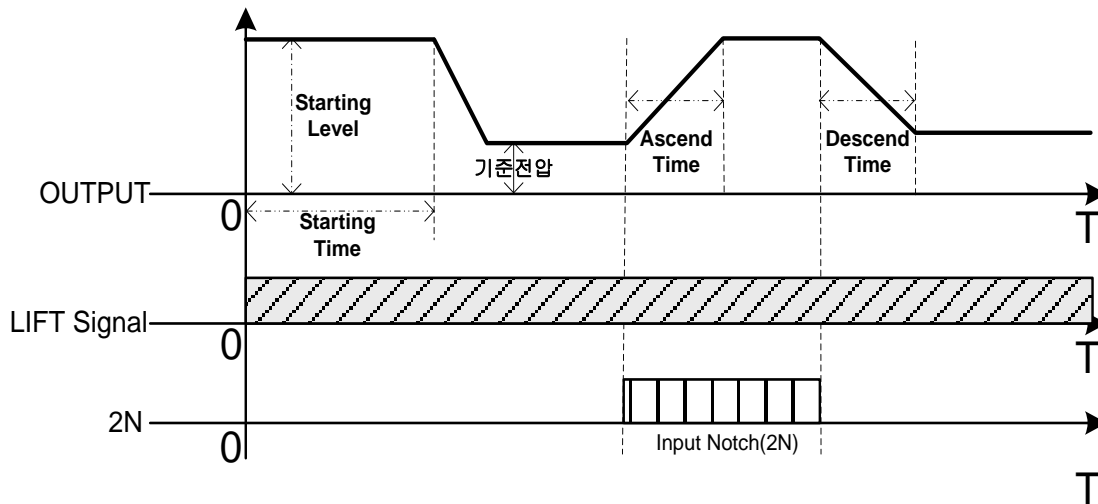 Starting
Level
Ascend
Time
Descend
Time
기준전압
OUTPUT
0
Starting
Time
T
LIFT Signal
0
T
2N
0
Input Notch(2N)
T